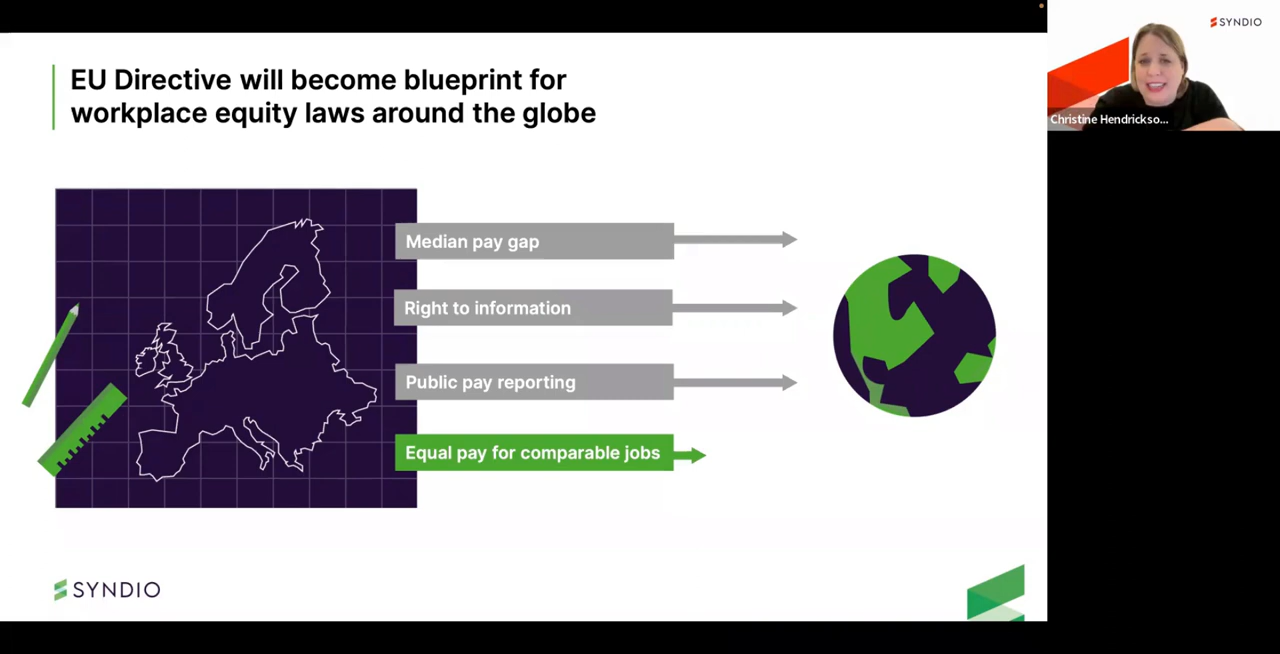 EU Directive will become blueprint for
workplace equity laws around the globe
Median pay gap
Right to information
Public pay reporting
Equal pay for comparable jobs
SYNDIO
SYNDIO
Christine Hendrickso...